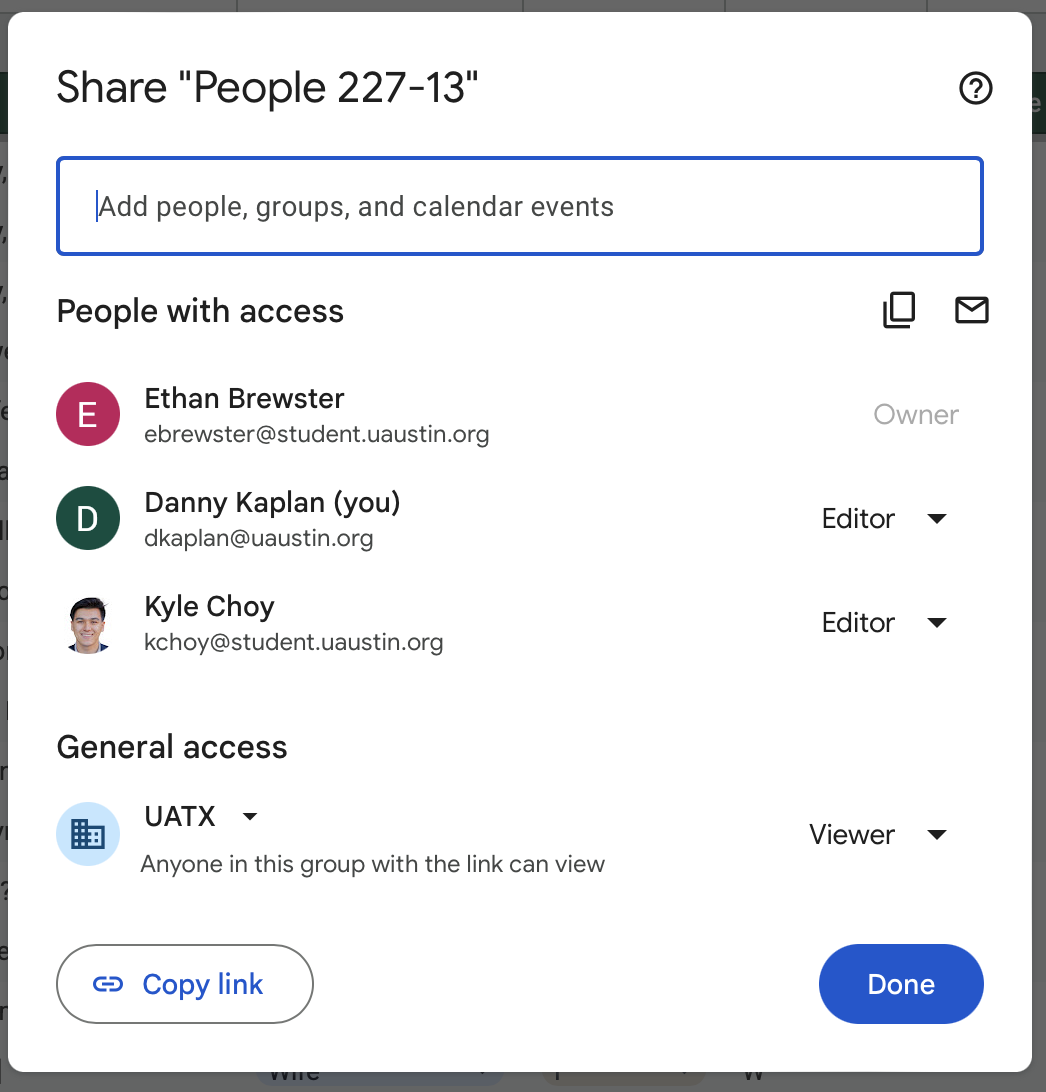 Share "People 227-13"
Add people, groups, and calendar events
People with access
E
Ethan Brewster
ebrewster@student.uaustin.org
Owner
D
Danny Kaplan (you)
dkaplan@uaustin.org
Editor
Kyle Choy
kchoy@student.uaustin.org
Editor
General access
UATX
Anyone in this group with the link can view
Viewer
Copy link
Done